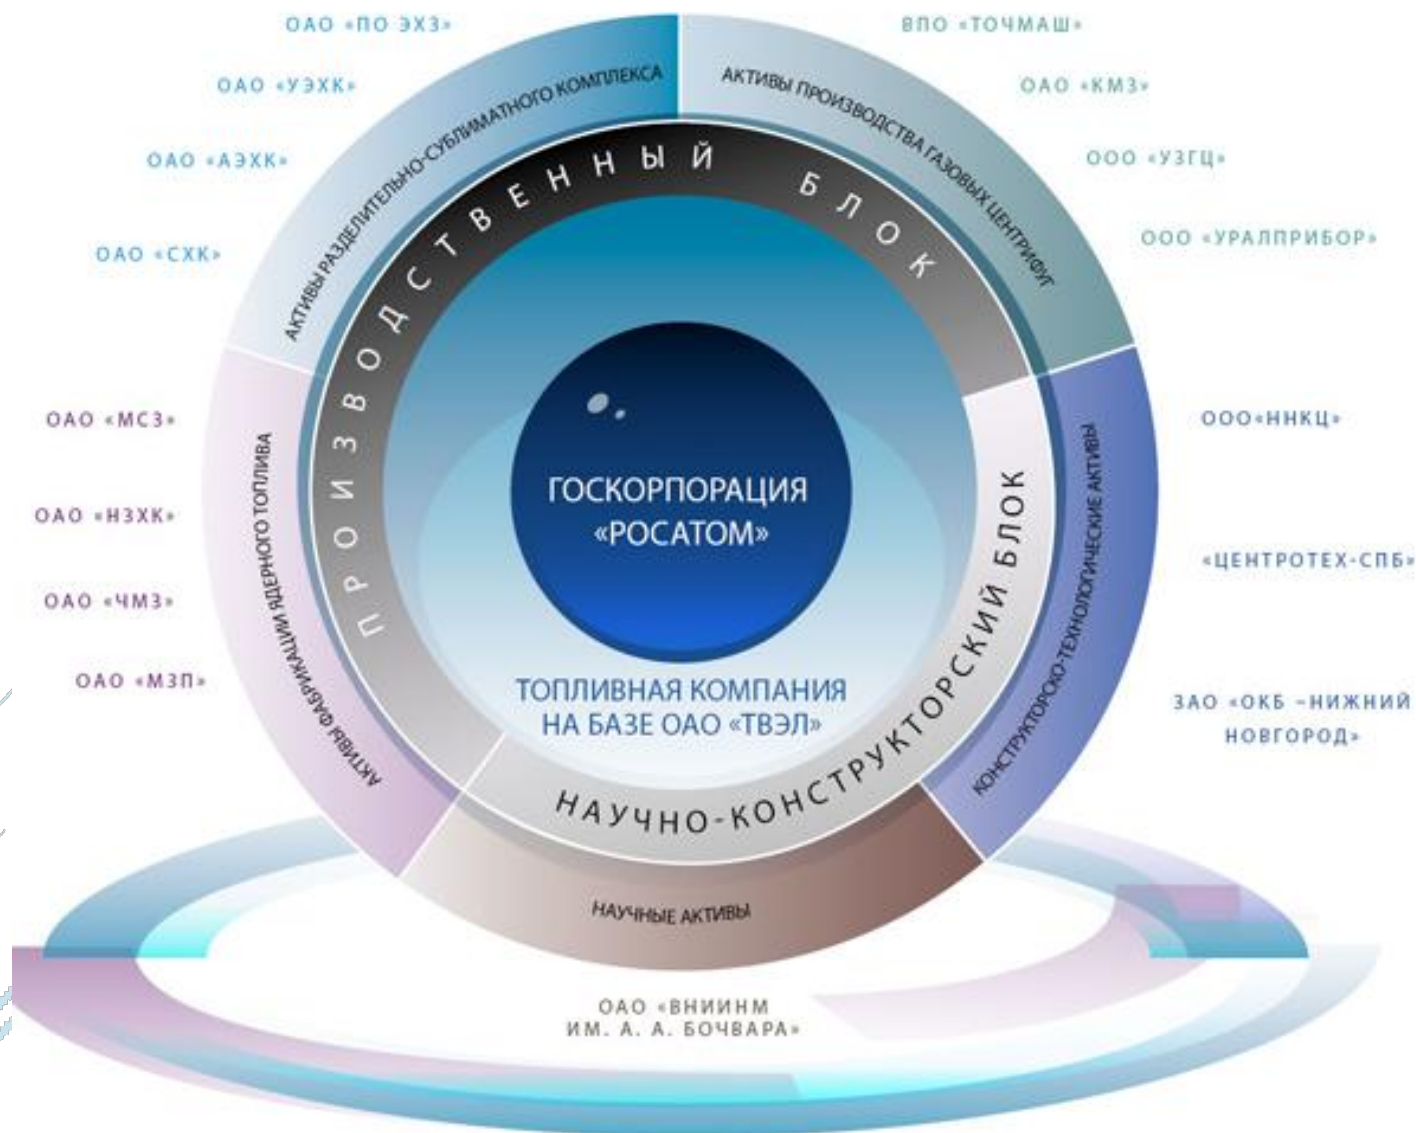 ОАО «ПО ЭХЗ»
ОАО «УЭХК»
ОАО «АЭХК»
ОАО «СХК»
ВПО «ТОЧМАШ»
ОАО «КМЗ»
ООО «УЗГЦ»
ООО «УРАЛПРИБОР»
АКТИВЫ РАЗДЕЛИТЕЛЬНО-СУБЛИМАТНОГО КОМПЛЕКСА
АКТИВЫ ПРОИЗВОДСТВА ГАЗОВЫХ ЦЕНТРИФУГ
ПРОИЗВОДСТВЕННЫЙ БЛОК
ГОСКОРПОРАЦИЯ
«РОСАТОМ»
ТОПЛИВНАЯ КОМПАНИЯ
НА БАЗЕ ОАО «ТВЭЛ»
НАУЧНО-КОНСТРУКТОРСКИЙ БЛОК
ОАО «МСЗ»
ОАО «НЗХК»
ОАО «ЧМЗ»
ОАО «МЗП»
АКТИВЫ ФАБРИКАЦИИ ЯДЕРНОГО ТОПЛИВА
КОНСТРУКТОРСКО-ТЕХНОЛОГИЧЕСКИЕ АКТИВЫ
ООО«ННКЦ»
«ЦЕНТРОТЕХ-СПБ»
ЗАО «ОКБ –НИЖНИЙ
НОВГОРОД»
НАУЧНЫЕ АКТИВЫ
ОАО «ВНИИНМ
ИМ. А. А. БОЧВАРА»